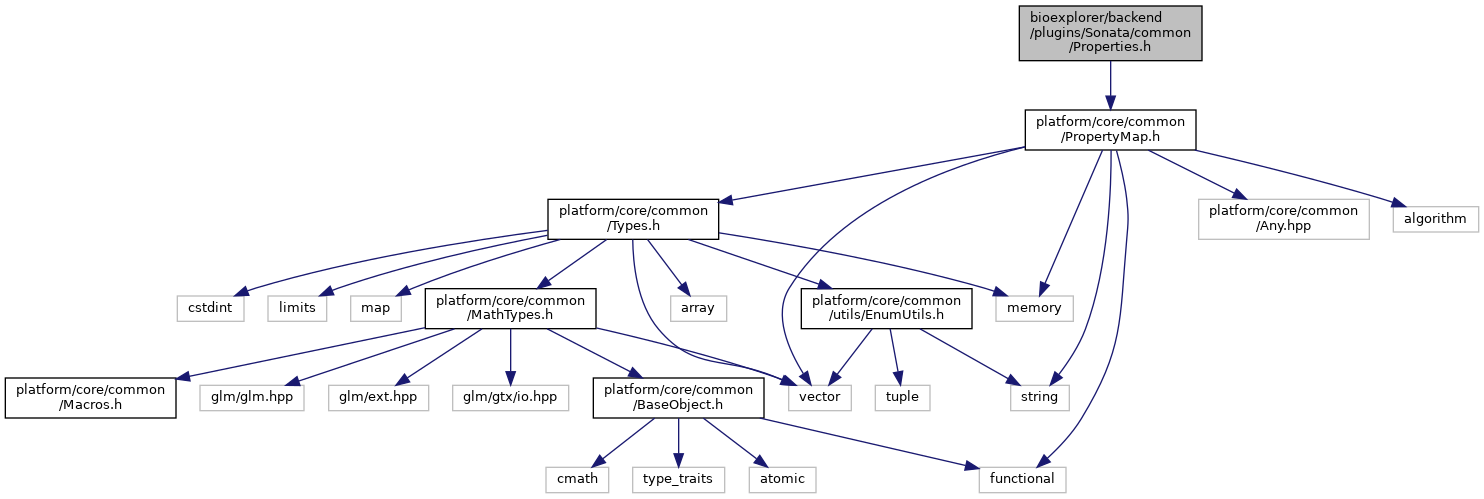 bioexplorer/backend
/plugins/Sonata/common
/Properties.h
platform/core/common
/PropertyMap.h
platform/core/common
/Types.h
platform/core/common
/Any.hpp
algorithm
cstdint
limits
map
platform/core/common
/MathTypes.h
array
platform/core/common
/utils/EnumUtils.h
memory
platform/core/common
/Macros.h
glm/glm.hpp
glm/ext.hpp
glm/gtx/io.hpp
platform/core/common
/BaseObject.h
vector
tuple
string
cmath
type_traits
atomic
functional